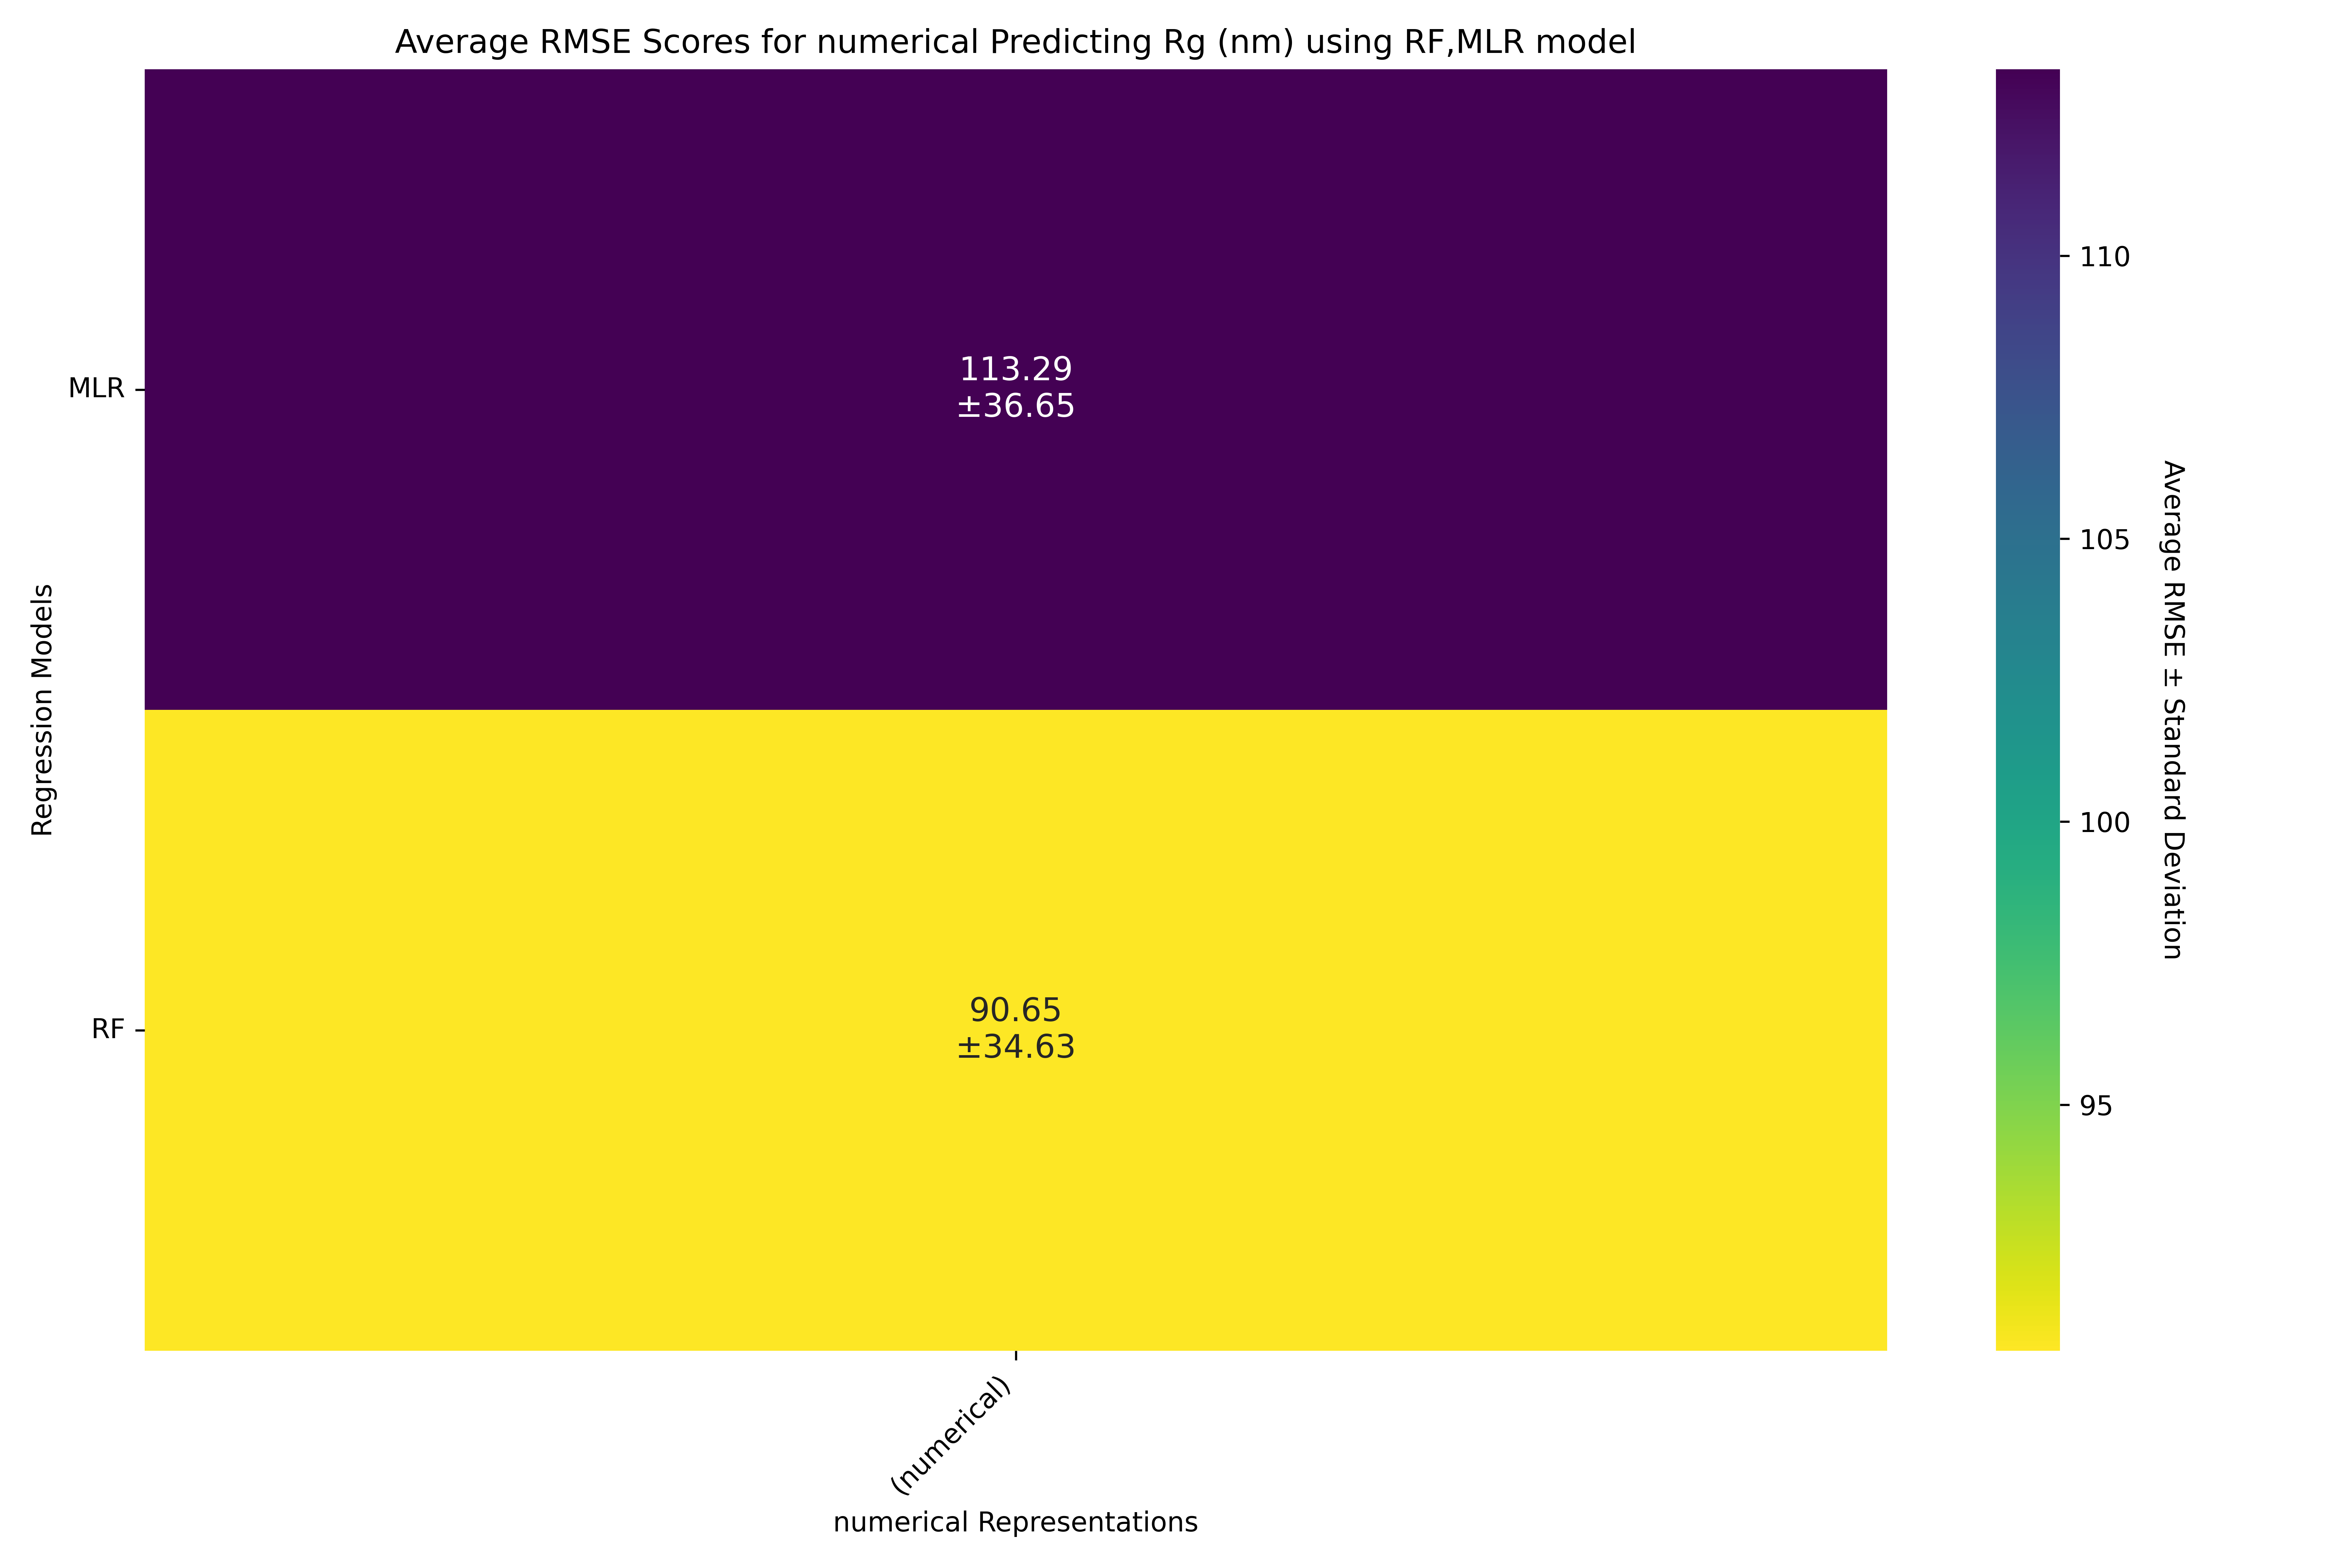 Average RMSE Scores for numerical Predicting Rg (nm) using RF,MLR model
Regression Models
MLR
113.29
±36.65
RF
90.65
±34.63
(numerical)
numerical Representations
110
105
100
95
Average RMSE ± Standard Deviation